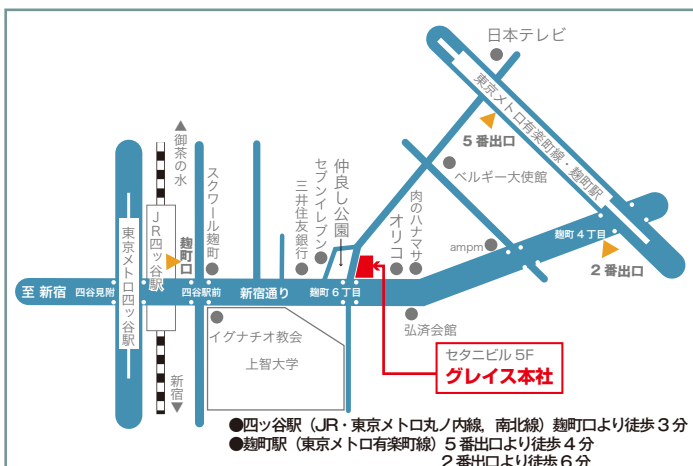 日本テレビ
東京メトロ有楽町線・麹町駅
5番出口
ベルギー大使館
▲御茶の水
スクワール麹町
三井住友銀行
セブンイレブン
仲良し公園
肉のハナマサ
オリコ
ampm
麹町4丁目
2番出口
東京メトロ四ッ谷駅
JR四ッ谷駅
麹町口
至 新宿
四谷見附
四谷駅前
新宿通り
麹町6丁目
弘済会館
イグナチオ教会
上智大学
新宿▼
セタニビル5F
グレイス本社
●四ッ谷駅（JR・東京メトロ丸ノ内線，南北線）麹町口より徒歩3分
●麹町駅（東京メトロ有楽町線）5番出口より徒歩4分
2番出口より徒歩6分